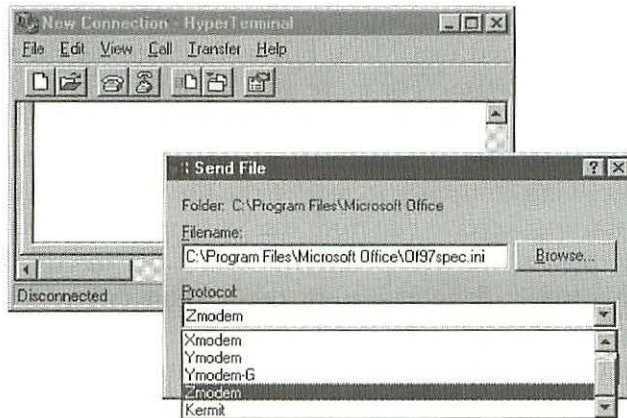 New Connection - HyperTerminal
File Edit View Call Transfer Help
Disconnected
Send File
Folder: C:\Program Files\Microsoft Office
Filename:
C:\Program Files\Microsoft Office\Of97spec.ini
Browse...
Protocol:
Zmodem
Xmodem
Ymodem
Ymodem-G
Zmodem
Kermit